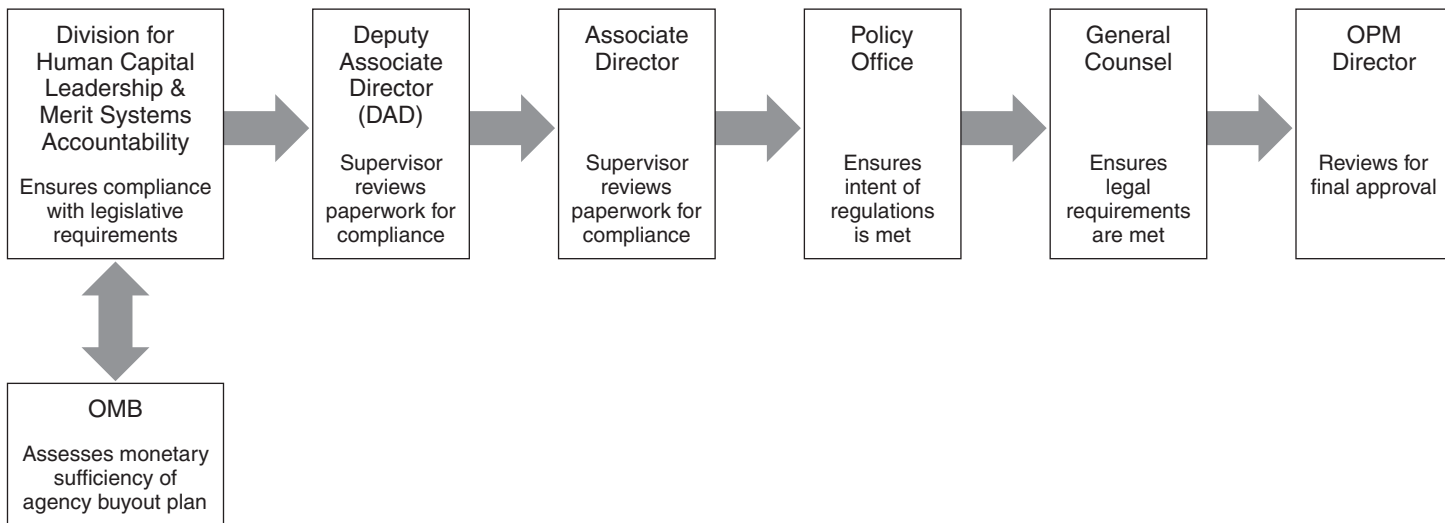 Division for
Human Capital
Leadership &
Merit Systems
Accountability
Ensures compliance
with legislative
requirements
Deputy
Associate
Director
(DAD)
Supervisor
reviews
paperwork for
compliance
Associate
Director
Supervisor
reviews
paperwork for
compliance
Policy
Office
Ensures
intent of
regulations
is met
General
Counsel
Ensures
legal
requirements
are met
OPM
Director
Reviews for
final approval
OMB
Assesses monetary
sufficiency of
agency buyout plan